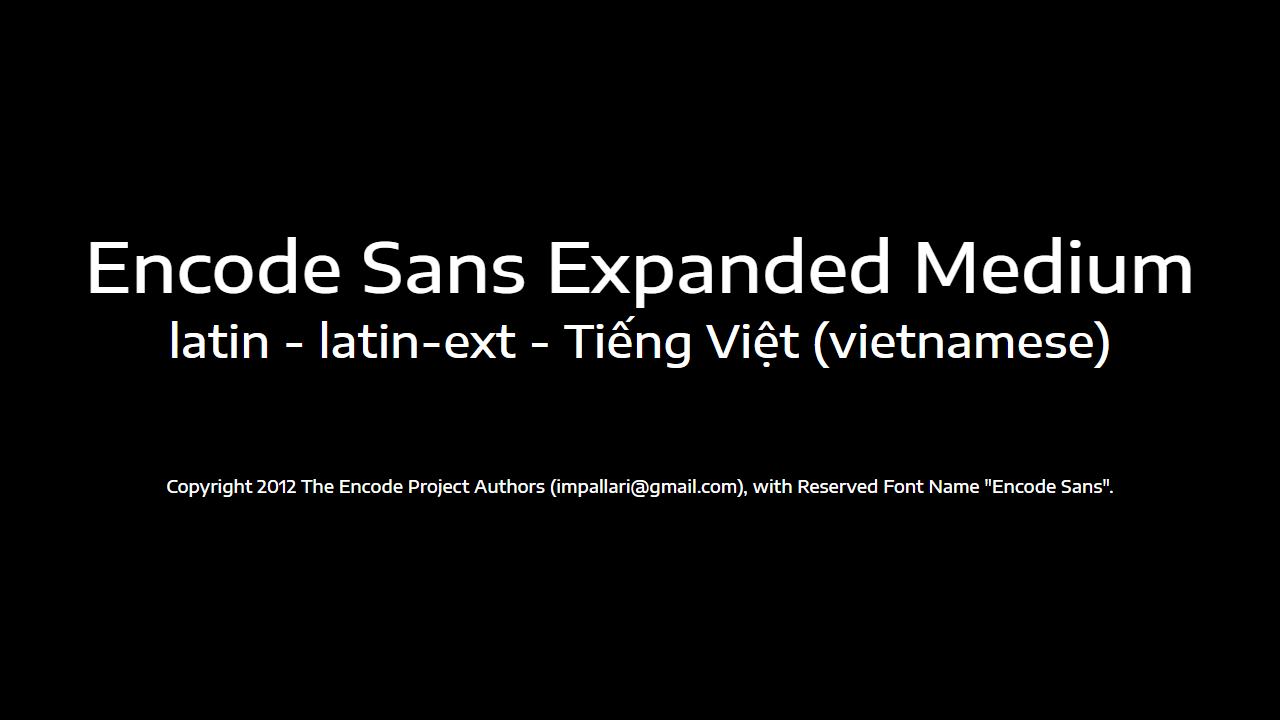 Encode Sans Expanded Medium
latin - latin-ext - Tiếng Việt (vietnamese)
Copyright 2012 The Encode Project Authors (impallari@gmail.com), with Reserved Font Name "Encode Sans".